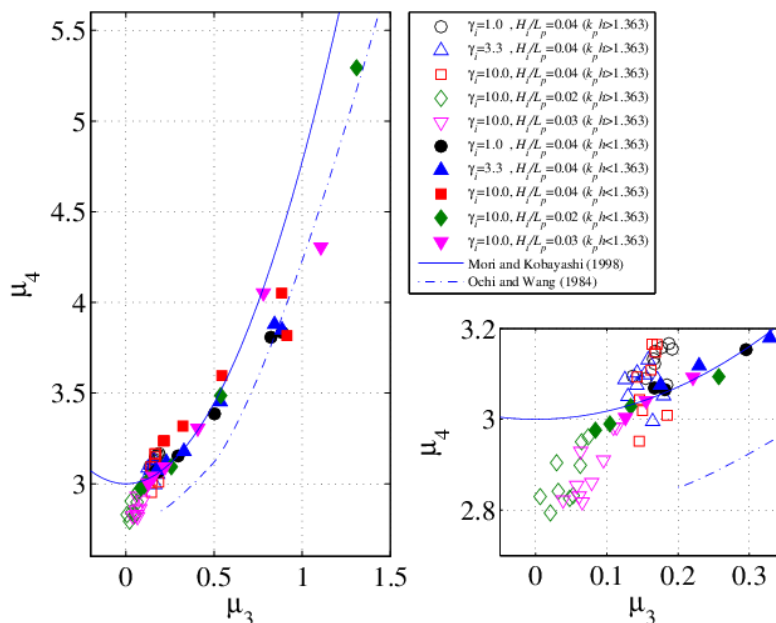 5.5
5
4.5
4
3.5
3
0
0.5
1
1.5
μ4
μ3
γi=1.0 , Hi/Lp=0.04 (kph>1.363)
γi=3.3 , Hi/Lp=0.04 (kph>1.363)
γi=10.0, Hi/Lp=0.04 (kph>1.363)
γi=10.0, Hi/Lp=0.02 (kph>1.363)
γi=10.0, Hi/Lp=0.03 (kph>1.363)
γi=1.0 , Hi/Lp=0.04 (kph<1.363)
γi=3.3 , Hi/Lp=0.04 (kph<1.363)
γi=10.0, Hi/Lp=0.04 (kph<1.363)
γi=10.0, Hi/Lp=0.02 (kph<1.363)
γi=10.0, Hi/Lp=0.03 (kph<1.363)
Mori and Kobayashi (1998)
Ochi and Wang (1984)
3.2
3
2.8
0
0.1
0.2
0.3
μ4
μ3